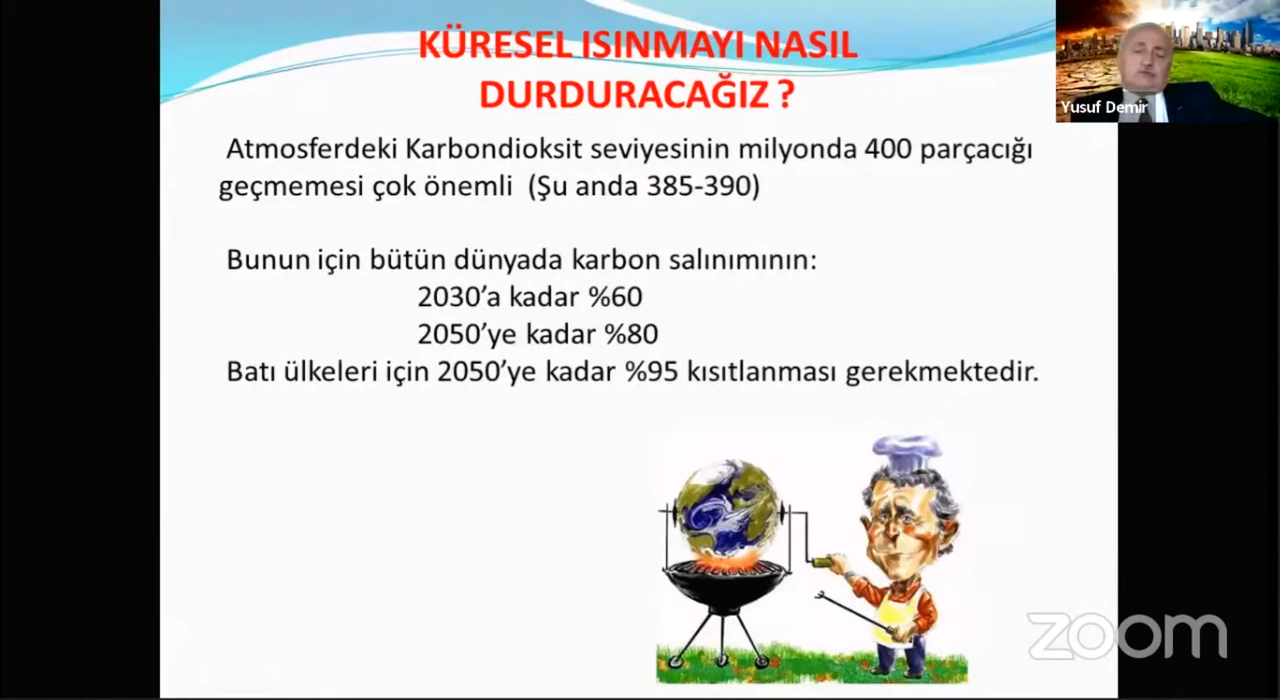 KÜRESEL ISINMAYI NASIL
DURDURACAĞIZ ?
Yusuf Demir
Atmosferdeki Karbondioksit seviyesinin milyonda 400 parçacığı
geçmemesi çok önemli (Şu anda 385-390)
Bunun için bütün dünyada karbon salınımının:
2030’a kadar %60
2050’ye kadar %80
Batı ülkeleri için 2050’ye kadar %95 kısıtlanması gerekmektedir.
zoom